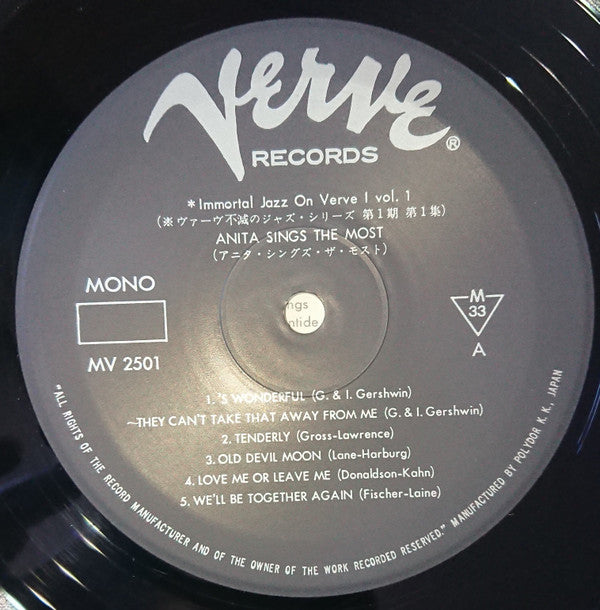 Verve®
RECORDS
*Immortal Jazz On Verve I vol. 1
(※ヴァーヴ不滅のジャズ・シリーズ 第1期 第1集)
ANITA SINGS THE MOST
(アニタ・シングズ・ザ・モスト)
MONO
MV 2501
M
33
A
ngs
ntide
1. 'S WONDERFUL (G. & I. Gershwin)
~THEY CAN'T TAKE THAT AWAY FROM ME (G. & I. Gershwin)
2. TENDERLY (Gross-Lawrence)
3. OLD DEVIL MOON (Lane-Harburg)
4. LOVE ME OR LEAVE ME (Donaldson-Kahn)
5. WE'LL BE TOGETHER AGAIN (Fischer-Laine)
"ALL RIGHTS OF THE RECORD MANUFACTURER AND OF THE OWNER OF THE WORK RECORDED RESERVED." MANUFACTURED BY POLYDOR K. K., JAPAN